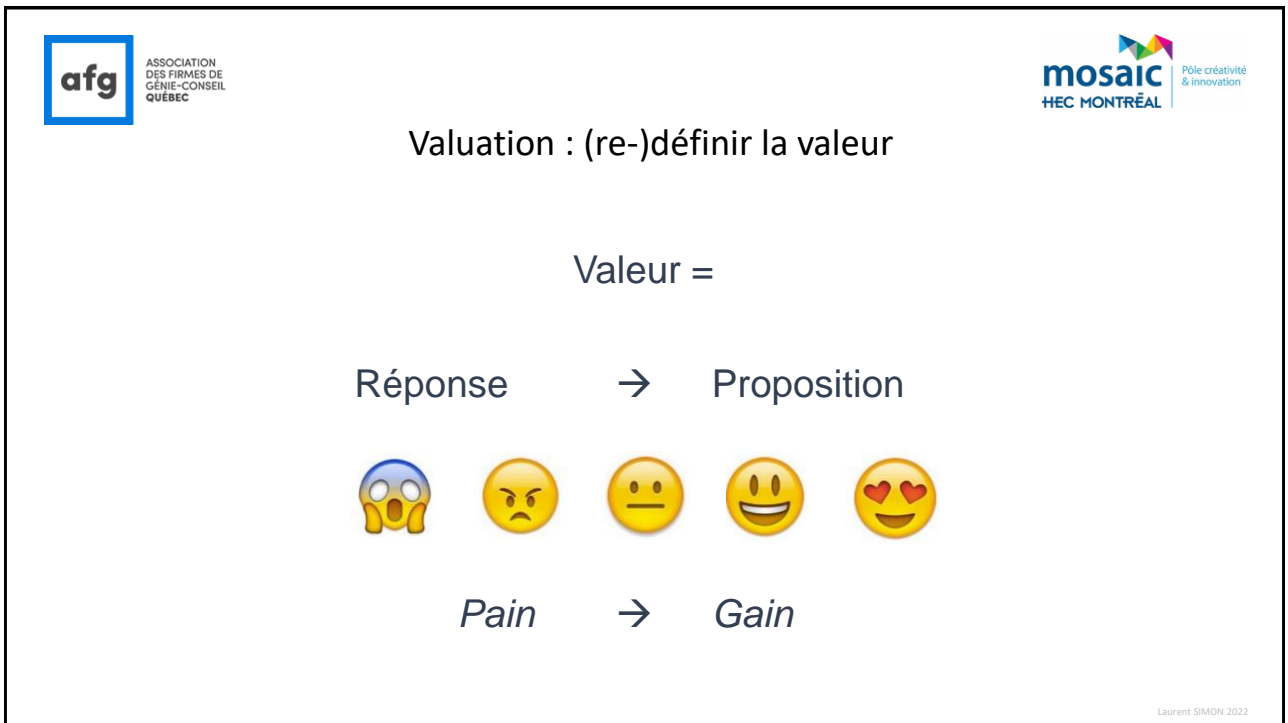 afg
ASSOCIATION
DES FIRMES DE
GÉNIE-CONSEIL
QUÉBEC
mosaic
HEC MONTRÉAL
Pôle créativité
& innovation
Valuation : (re-)définir la valeur
Valeur =
Réponse → Proposition
Pain → Gain
Laurent SIMON 2022